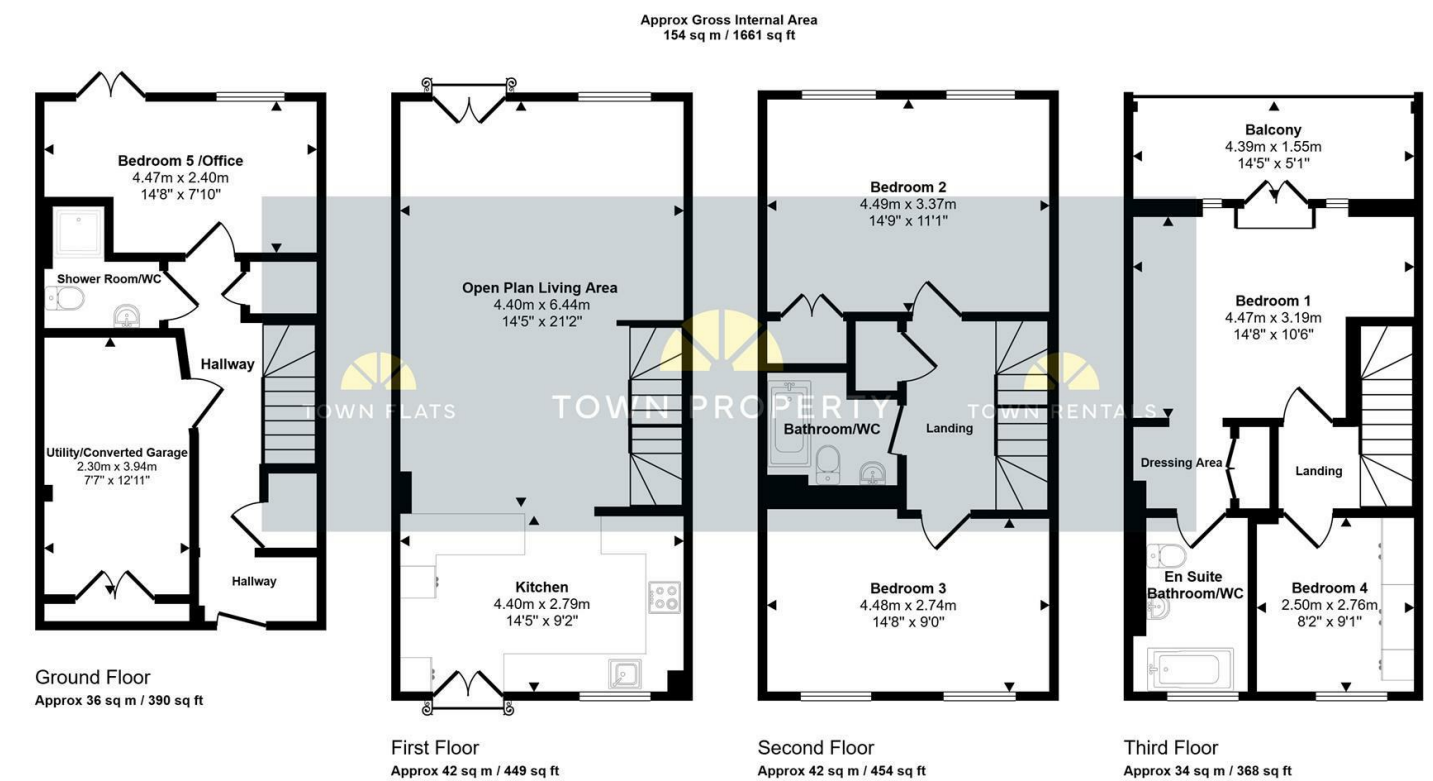 Approx Gross Internal Area
154 sq m / 1661 sq ft
Bedroom 5 /Office
4.47m x 2.40m
14'8" x 7'10"
Shower Room/WC
Hallway
Utility/Converted Garage
2.30m x 3.94m
7'7" x 12'11"
Hallway
Ground Floor
Approx 36 sq m / 390 sq ft
Open Plan Living Area
4.40m x 6.44m
14'5" x 21'2"
Kitchen
4.40m x 2.79m
14'5" x 9'2"
First Floor
Approx 42 sq m / 449 sq ft
Bedroom 2
4.49m x 3.37m
14'9" x 11'1"
Bathroom/WC
Landing
Bedroom 3
4.48m x 2.74m
14'8" x 9'0"
Second Floor
Approx 42 sq m / 454 sq ft
Balcony
4.39m x 1.55m
14'5" x 5'1"
Bedroom 1
4.47m x 3.19m
14'8" x 10'6"
Dressing Area
Landing
En Suite
Bathroom/WC
Bedroom 4
2.50m x 2.76m
8'2" x 9'1"
Third Floor
Approx 34 sq m / 368 sq ft
TOWN FLATS
TOWN PROPERTY
TOWN RENTALS